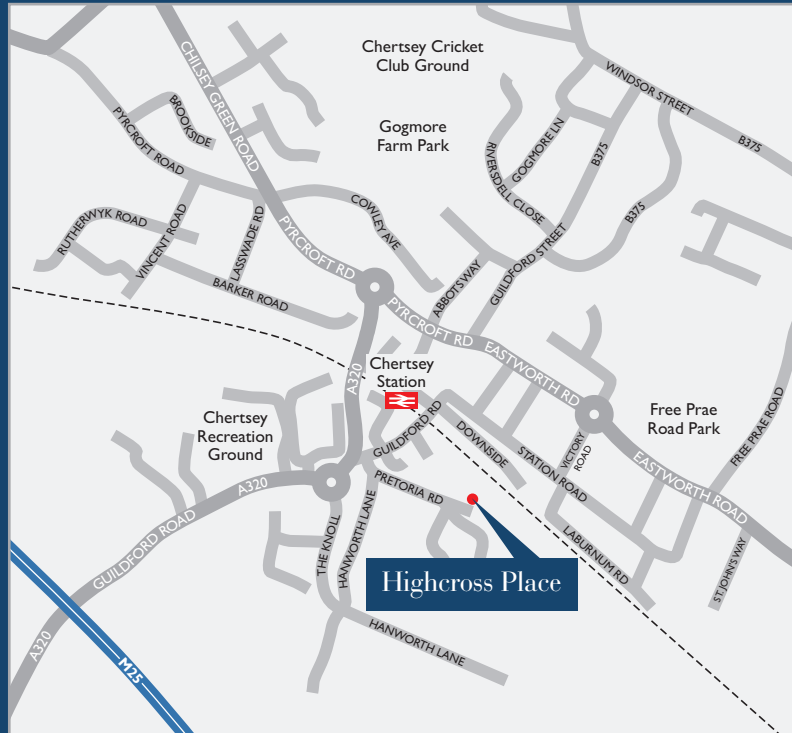 Chertsey Cricket
Club Ground
WINDSOR STREET
CHILSEY GREEN ROAD
BROOKSIDE
PYRCROFT ROAD
Gogmore
Farm Park
GOGMORE LN
B375
B375
RIVERSDELL CLOSE
B375
RUTHERWYK ROAD
VINCENT ROAD
LASSWADE RD
COWLEY AVE
PYRCROFT RD
BARKER ROAD
ABBOTS WAY
GUILDFORD STREET
PYRCROFT RD
EASTWORTH RD
A320
Chertsey
Station
Chertsey
Recreation
Ground
GUILDFORD RD
DOWNSIDE
STATION ROAD
VICTORY
ROAD
Free Prae
Road Park
FREE PRAE ROAD
EASTWORTH ROAD
A320
PRETORIA RD
GUILDFORD ROAD
THE KNOLL
HANWORTH LANE
LABURNUM RD
ST. JOHN'S WAY
Highcross Place
A320
M25
HANWORTH LANE